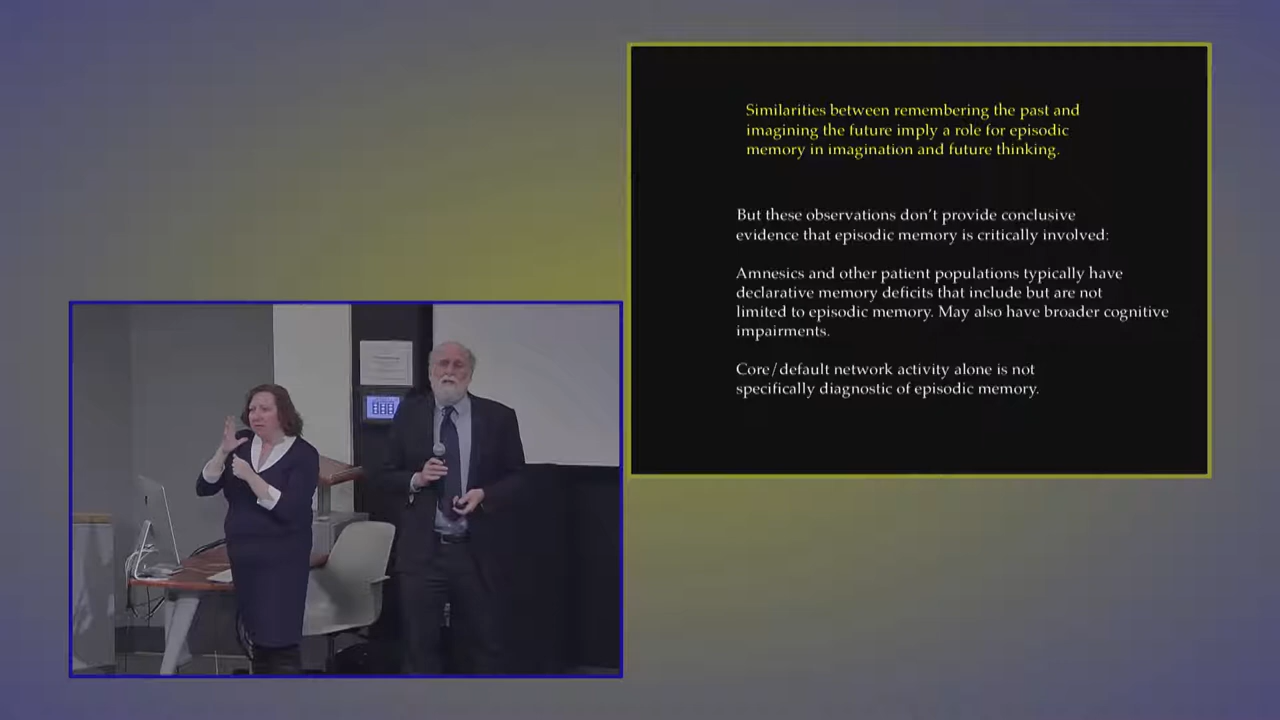 Similarities between remembering the past and
imagining the future imply a role for episodic
memory in imagination and future thinking.
But these observations don't provide conclusive
evidence that episodic memory is critically involved:
Amnesics and other patient populations typically have
declarative memory deficits that include but are not
limited to episodic memory. May also have broader cognitive
impairments.
Core/default network activity alone is not
specifically diagnostic of episodic memory.